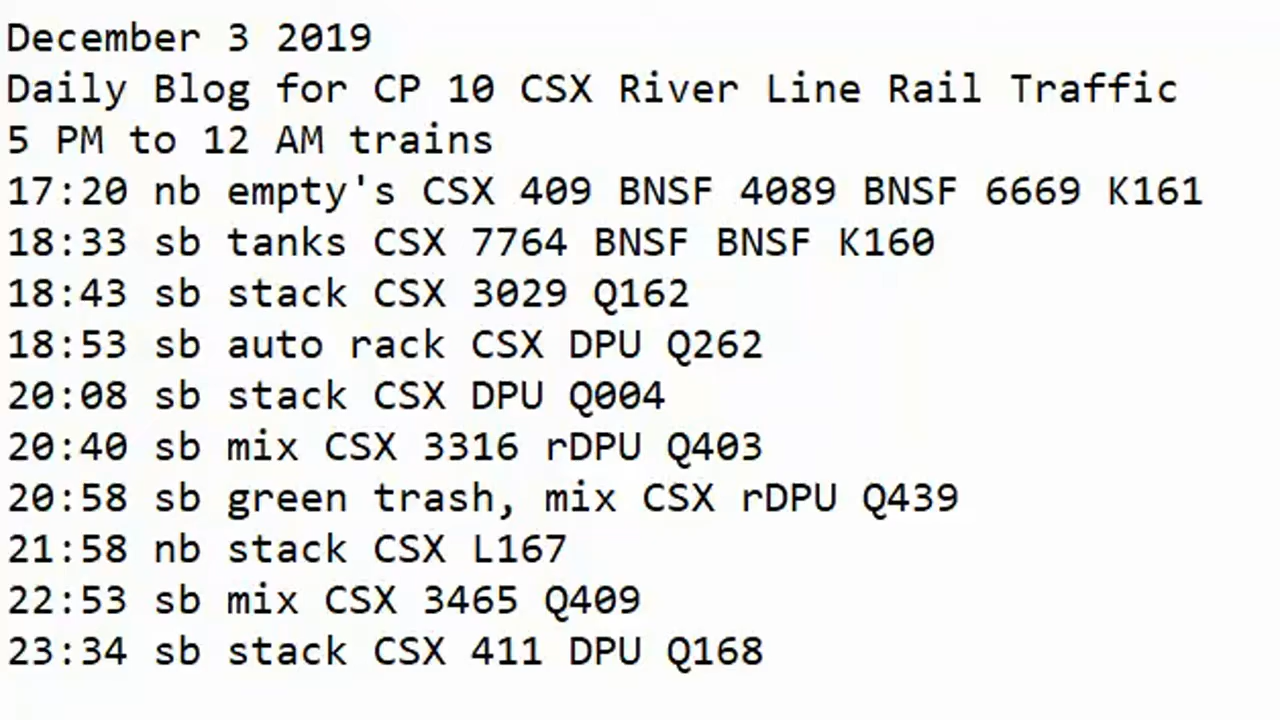 December 3 2019
Daily Blog for CP 10 CSX River Line Rail Traffic
5 PM to 12 AM trains
17:20 nb empty's CSX 409 BNSF 4089 BNSF 6669 K161
18:33 sb tanks CSX 7764 BNSF BNSF K160
18:43 sb stack CSX 3029 Q162
18:53 sb auto rack CSX DPU Q262
20:08 sb stack CSX DPU Q004
20:40 sb mix CSX 3316 rDPU Q403
20:58 sb green trash, mix CSX rDPU Q439
21:58 nb stack CSX L167
22:53 sb mix CSX 3465 Q409
23:34 sb stack CSX 411 DPU Q168